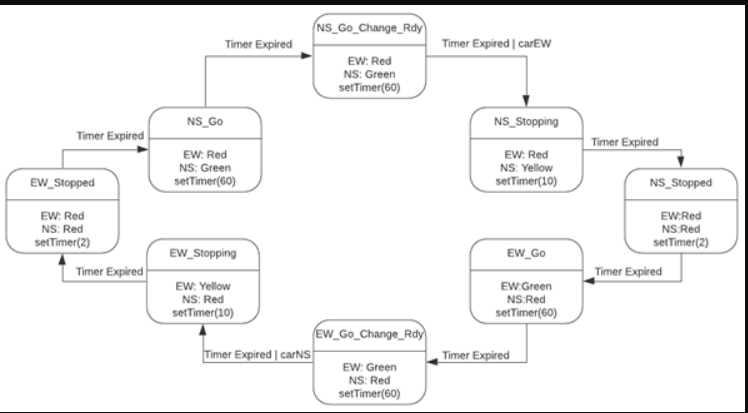 NS_Go_Change_Rdy
EW: Red
NS: Green
setTimer(60)
Timer Expired
Timer Expired | carEW
NS_Go
EW: Red
NS: Green
setTimer(60)
NS_Stopping
EW: Red
NS: Yellow
setTimer(10)
Timer Expired
Timer Expired
EW_Stopped
EW: Red
NS: Red
setTimer(2)
NS_Stopped
EW:Red
NS:Red
setTimer(2)
EW_Stopping
EW: Yellow
NS: Red
setTimer(10)
EW_Go
EW:Green
NS:Red
setTimer(60)
Timer Expired
Timer Expired
EW_Go_Change_Rdy
EW: Green
NS: Red
setTimer(60)
Timer Expired | carNS
Timer Expired